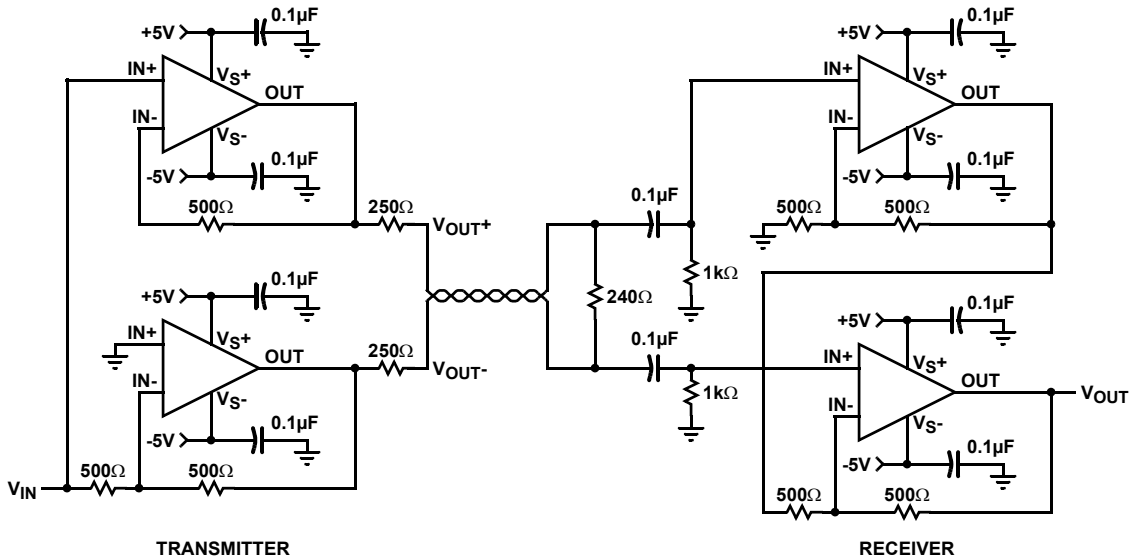 +5V
0.1µF
IN+
VS+
OUT
IN-
VS-
0.1µF
-5V
500Ω
250Ω
VOUT+
+5V
0.1µF
IN+
VS+
OUT
250Ω
VOUT-
IN-
VS-
0.1µF
-5V
500Ω
500Ω
VIN
TRANSMITTER
0.1µF
1kΩ
240Ω
0.1µF
1kΩ
+5V
0.1µF
IN+
VS+
OUT
IN-
VS-
0.1µF
-5V
500Ω
500Ω
+5V
0.1µF
IN+
VS+
OUT
VOUT
IN-
VS-
0.1µF
-5V
500Ω
500Ω
RECEIVER